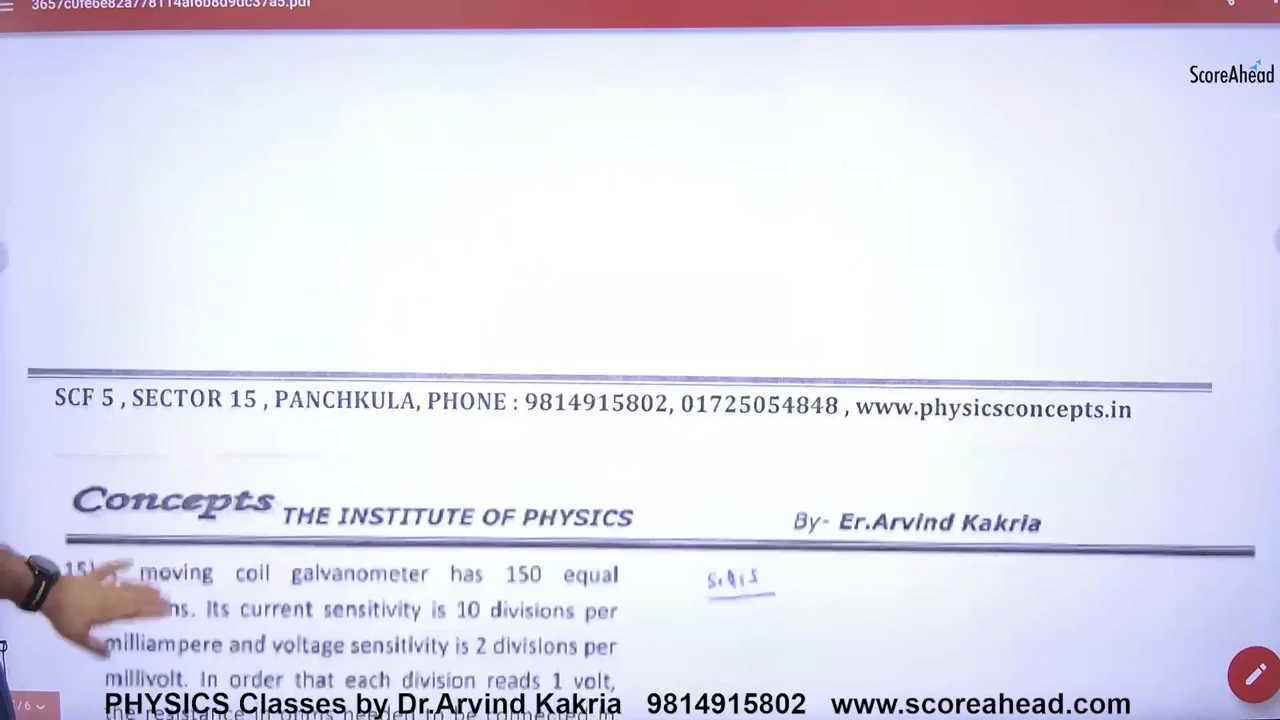 3657c0fe6e82a778114af6b8d9dc37a5.pdf
ScoreAhead
SCF 5 , SECTOR 15 , PANCHKULA, PHONE : 9814915802, 01725054848 , www.physicsconcepts.in
Concepts THE INSTITUTE OF PHYSICS By- Er.Arvind Kakria
moving coil galvanometer has 150 equal
Its current sensitivity is 10 divisions per
milliampere and voltage sensitivity is 2 divisions per
millivolt. In order that each division reads 1 volt,
/6
PHYSICS Classes by Dr.Arvind Kakria 9814915802 www.scoreahead.com